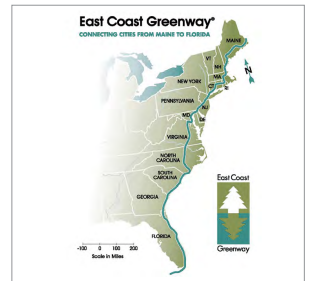 East Coast Greenway®
CONNECTING CITIES FROM MAINE TO FLORIDA
MAINE
VT
NH
NEW YORK
MA
CT
RI
N
PENNSYLVANIA
NJ
MD
DE
VIRGINIA
NORTH
CAROLINA
SOUTH
CAROLINA
GEORGIA
FLORIDA
East Coast
Greenway
-100 0 100 200
Scale in Miles